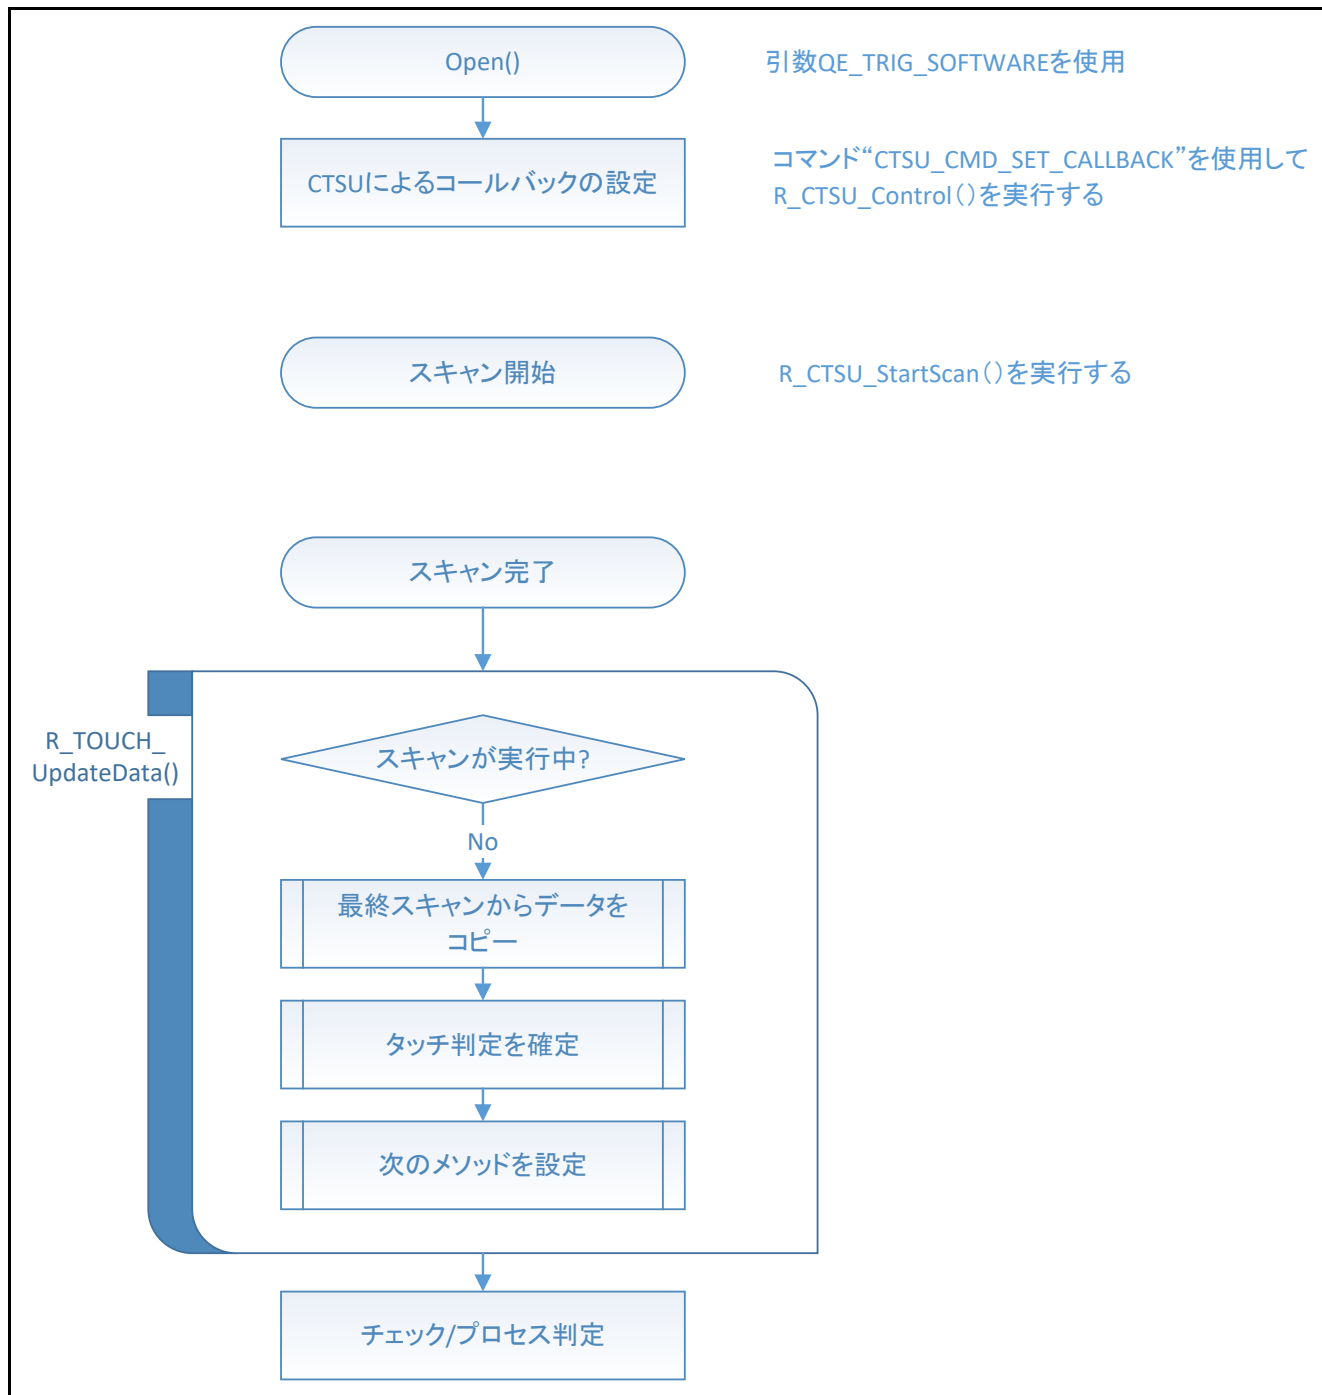 Open()
引数QE_TRIG_SOFTWAREを使用
CTSUによるコールバックの設定
コマンド“CTSU_CMD_SET_CALLBACK”を使用して
R_CTSU_Control（）を実行する
スキャン開始
R_CTSU_StartScan（）を実行する
スキャン完了
R_TOUCH_
UpdateData()
スキャンが実行中?
No
最終スキャンからデータを
コピー
タッチ判定を確定
次のメソッドを設定
チェック/プロセス判定